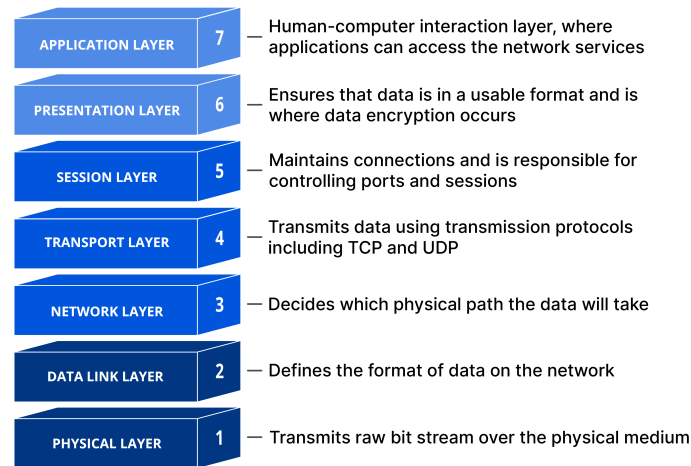 APPLICATION LAYER 7
Human-computer interaction layer, where
applications can access the network services
PRESENTATION LAYER 6
Ensures that data is in a usable format and is
where data encryption occurs
SESSION LAYER 5
Maintains connections and is responsible for
controlling ports and sessions
TRANSPORT LAYER 4
Transmits data using transmission protocols
including TCP and UDP
NETWORK LAYER 3
Decides which physical path the data will take
DATA LINK LAYER 2
Defines the format of data on the network
PHYSICAL LAYER 1
Transmits raw bit stream over the physical medium